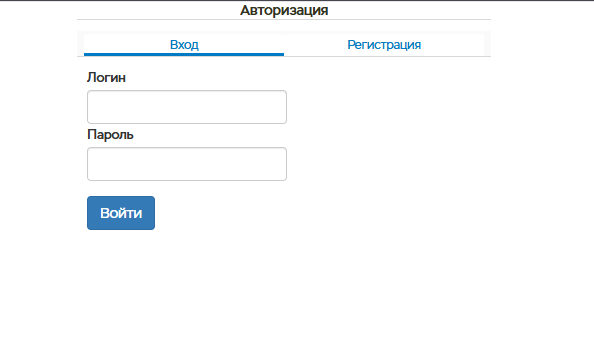 Авторизация
Вход Регистрация
Логин
Пароль
Войти